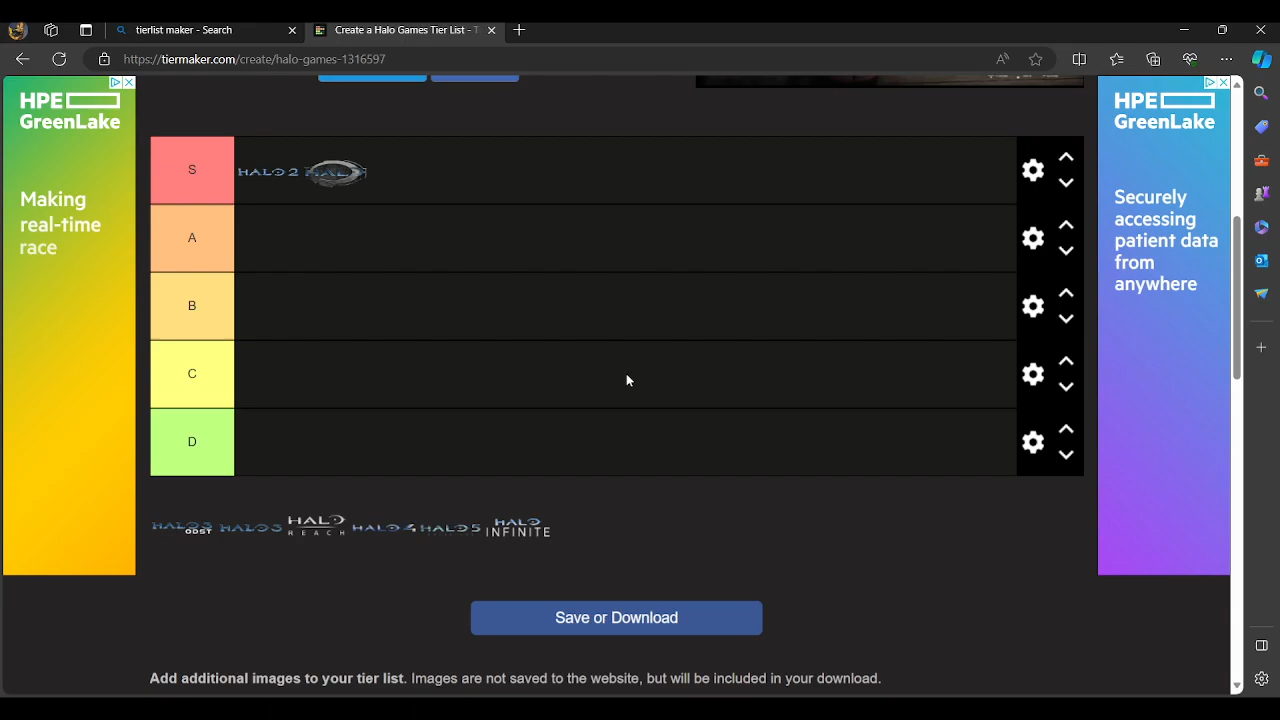 tierlist maker - Search
Create a Halo Games Tier List - T
https://tiermaker.com/create/halo-games-1316597
HPE
GreenLake
Making
real-time
race
S
HALO 2 HALO
A
B
C
D
HALO 3
ODST
HALO 3
HALO
REACH
HALO 4
HALO 5
HALO
INFINITE
Save or Download
Add additional images to your tier list. Images are not saved to the website, but will be included in your download.
HPE
GreenLake
Securely
accessing
patient data
from
anywhere